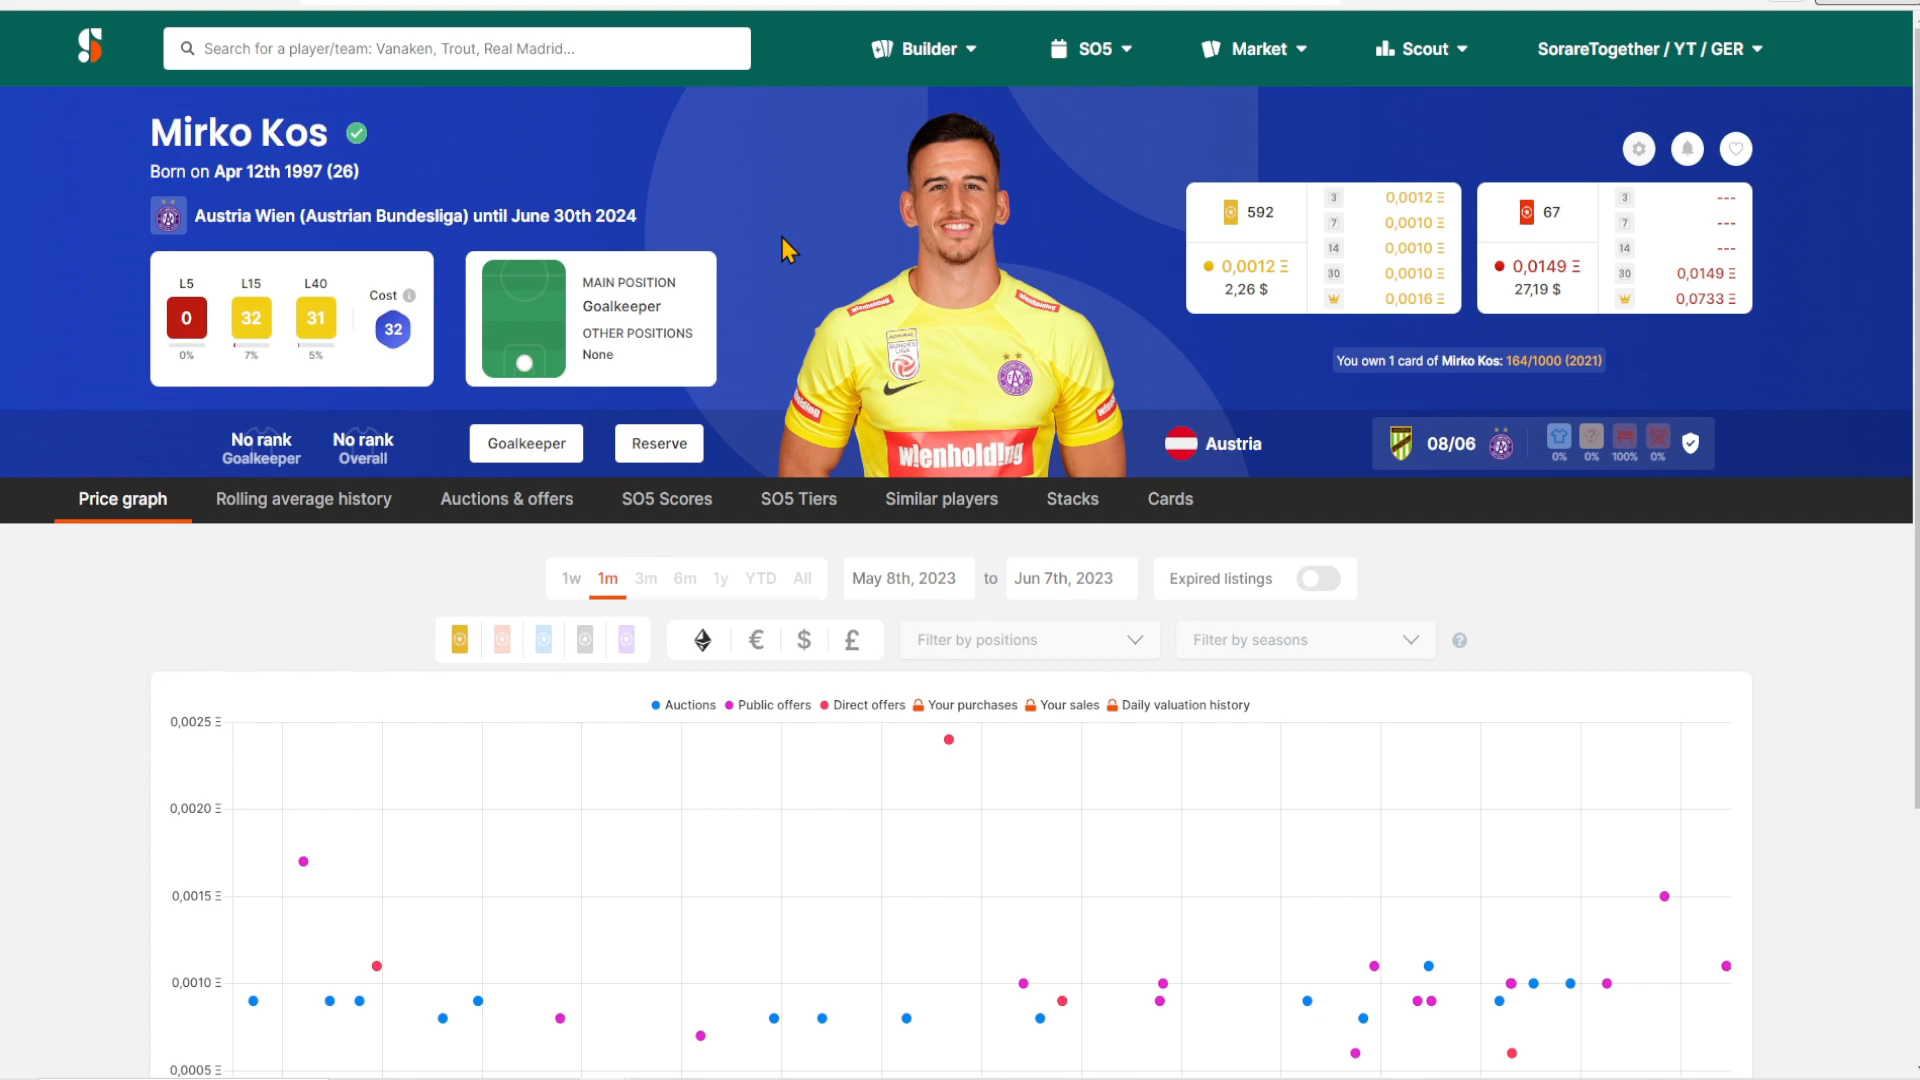 Search for a player/team: Vanaken, Trout, Real Madrid...
Builder
SO5
Market
Scout
SorareTogether / YT / GER
Mirko Kos
Born on Apr 12th 1997 (26)
Austria Wien (Austrian Bundesliga) until June 30th 2024
L5 L15 L40 Cost
0 32 31 32
0% 7% 5%
MAIN POSITION
Goalkeeper
OTHER POSITIONS
None
592
0,0012 Ξ
2,26 $
3 0,0012 Ξ
7 0,0010 Ξ
14 0,0010 Ξ
30 0,0010 Ξ
0,0016 Ξ
67
0,0149 Ξ
27,19 $
3 ---
7 ---
14 ---
30 0,0149 Ξ
0,0733 Ξ
You own 1 card of Mirko Kos: 164/1000 (2021)
wienholding
wienholding
BUNDES
LIGA
holding
wienholding
No rank
Goalkeeper
No rank
Overall
Goalkeeper
Reserve
Austria
08/06
0% 0% 100% 0%
Price graph Rolling average history Auctions & offers SO5 Scores SO5 Tiers Similar players Stacks Cards
1w 1m 3m 6m 1y YTD All
May 8th, 2023 to Jun 7th, 2023
Expired listings
€ $ £
Filter by positions
Filter by seasons
?
Auctions Public offers Direct offers Your purchases Your sales Daily valuation history
0,0025 Ξ
0,0020 Ξ
0,0015 Ξ
0,0010 Ξ
0,0005 Ξ